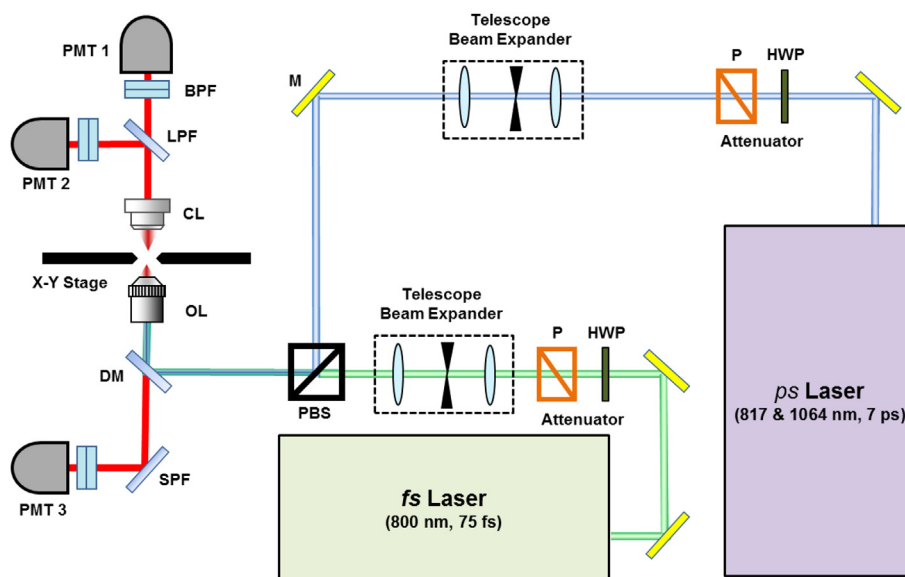 PMT 1
BPF
LPF
PMT 2
CL
X-Y Stage
OL
DM
SPF
PMT 3
M
Telescope
Beam Expander
P
HWP
Attenuator
Telescope
Beam Expander
P
HWP
Attenuator
PBS
fs Laser
(800 nm, 75 fs)
ps Laser
(817 & 1064 nm, 7 ps)